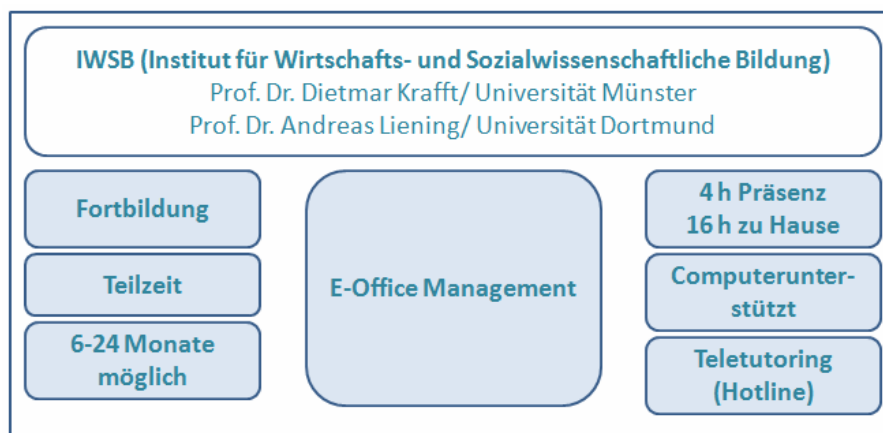 IWSB (Institut für Wirtschafts- und Sozialwissenschaftliche Bildung)
Prof. Dr. Dietmar Krafft/ Universität Münster
Prof. Dr. Andreas Liening/ Universität Dortmund
Fortbildung
Teilzeit
6-24 Monate
möglich
E-Office Management
4 h Präsenz
16 h zu Hause
Computerunter-
stützt
Teletutoring
(Hotline)